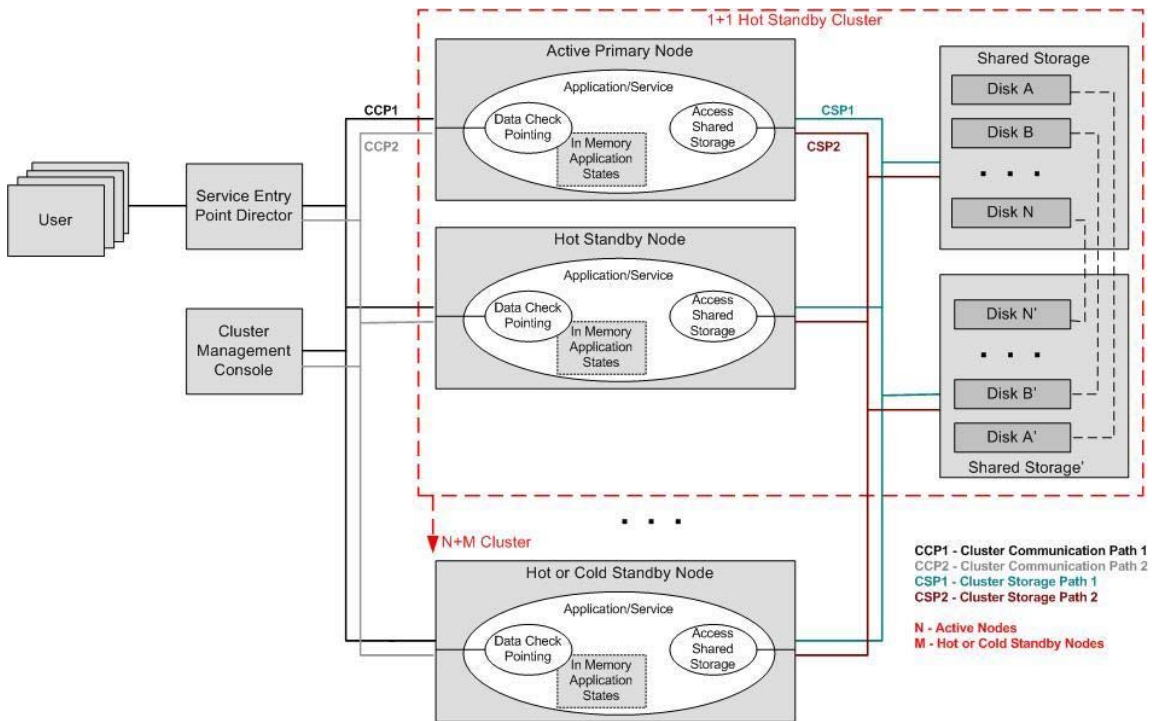 1+1 Hot Standby Cluster
Active Primary Node
Application/Service
Data Check
Pointing
In Memory
Application
States
Access
Shared
Storage
CCP1
CCP2
CSP1
CSP2
User
Service Entry
Point Director
Cluster
Management
Console
Hot Standby Node
Application/Service
Data Check
Pointing
In Memory
Application
States
Access
Shared
Storage
Shared Storage
Disk A
Disk B
. . .
Disk N
Disk N'
. . .
Disk B'
Disk A'
Shared Storage'
. . .
N+M Cluster
Hot or Cold Standby Node
Application/Service
Data Check
Pointing
In Memory
Application
States
Access
Shared
Storage
CCP1 - Cluster Communication Path 1
CCP2 - Cluster Communication Path 2
CSP1 - Cluster Storage Path 1
CSP2 - Cluster Storage Path 2
N - Active Nodes
M - Hot or Cold Standby Nodes